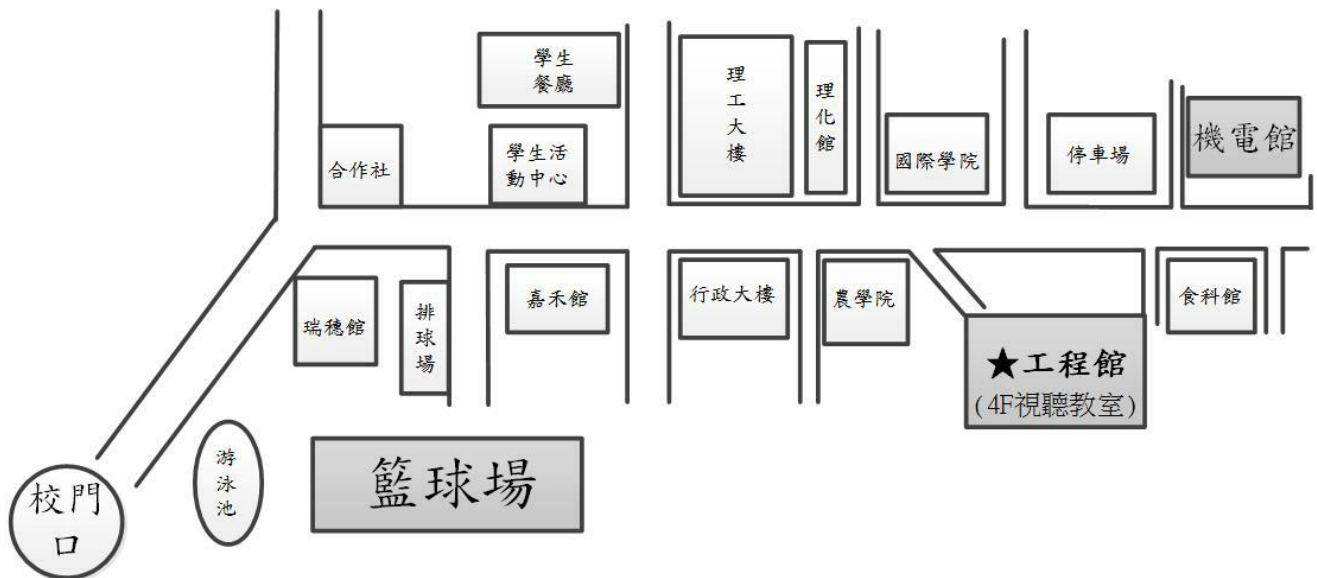 學生
餐廳
理
工
大
樓
理
化
館
機電館
合作社
學生活
動中心
國際學院
停車場
瑞穗館
排
球
場
嘉禾館
行政大樓
農學院
食科館
★工程館
(4F視聽教室)
校門
口
游
泳
池
籃球場